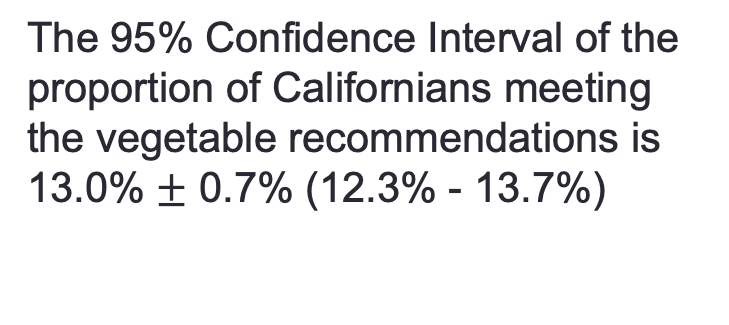 The 95% Confidence Interval of the
proportion of Californians meeting
the vegetable recommendations is
13.0% ± 0.7% (12.3% - 13.7%)